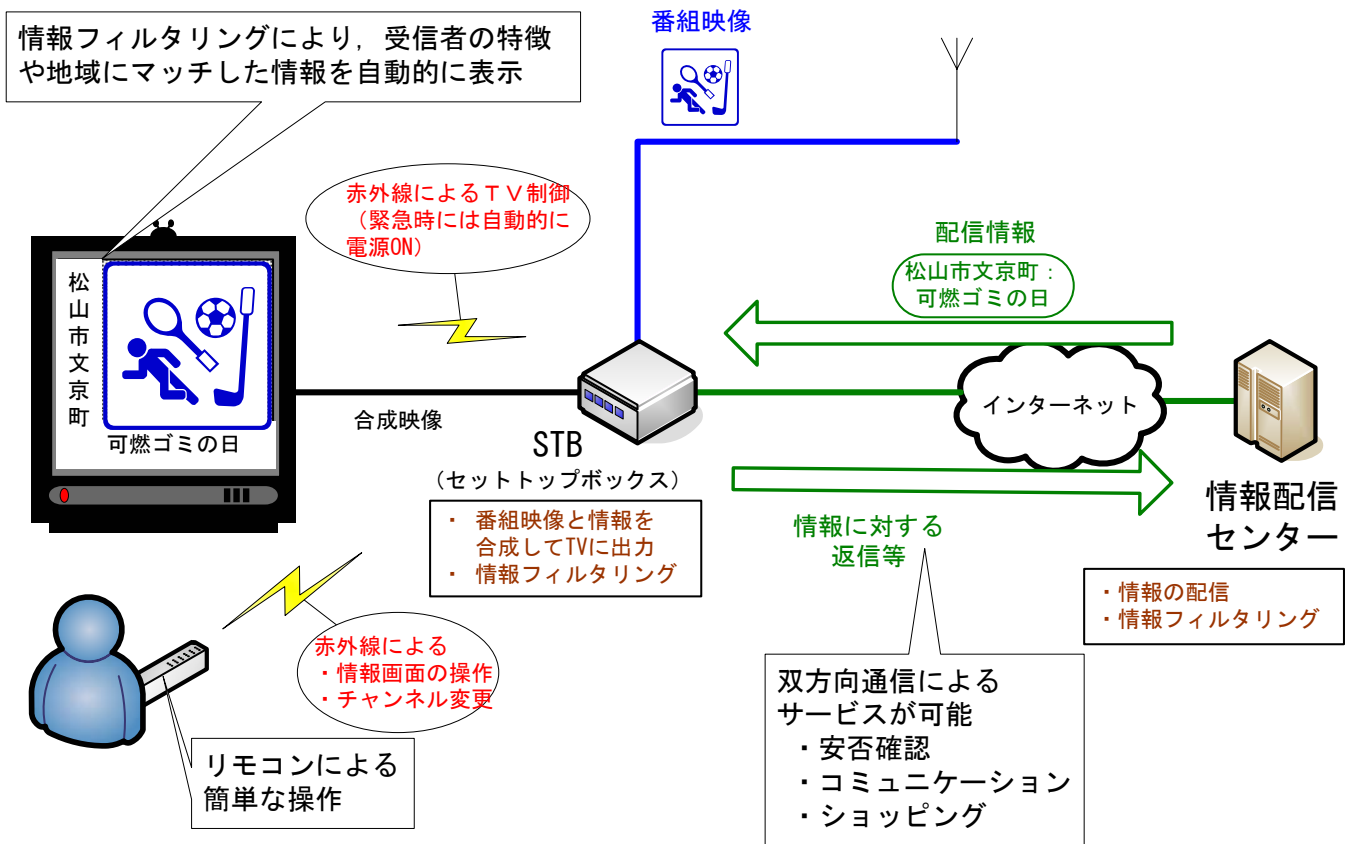 情報フィルタリングにより，受信者の特徴
や地域にマッチした情報を自動的に表示
番組映像
赤外線によるＴＶ制御
（緊急時には自動的に
電源ON）
配信情報
松山市文京町：
可燃ゴミの日
松山市文京町
可燃ゴミの日
合成映像
STB
（セットトップボックス）
・ 番組映像と情報を
合成してTVに出力
・ 情報フィルタリング
インターネット
情報に対する
返信等
情報配信
センター
・情報の配信
・情報フィルタリング
赤外線による
・情報画面の操作
・チャンネル変更
リモコンによる
簡単な操作
双方向通信による
サービスが可能
・安否確認
・コミュニケーション
・ショッピング